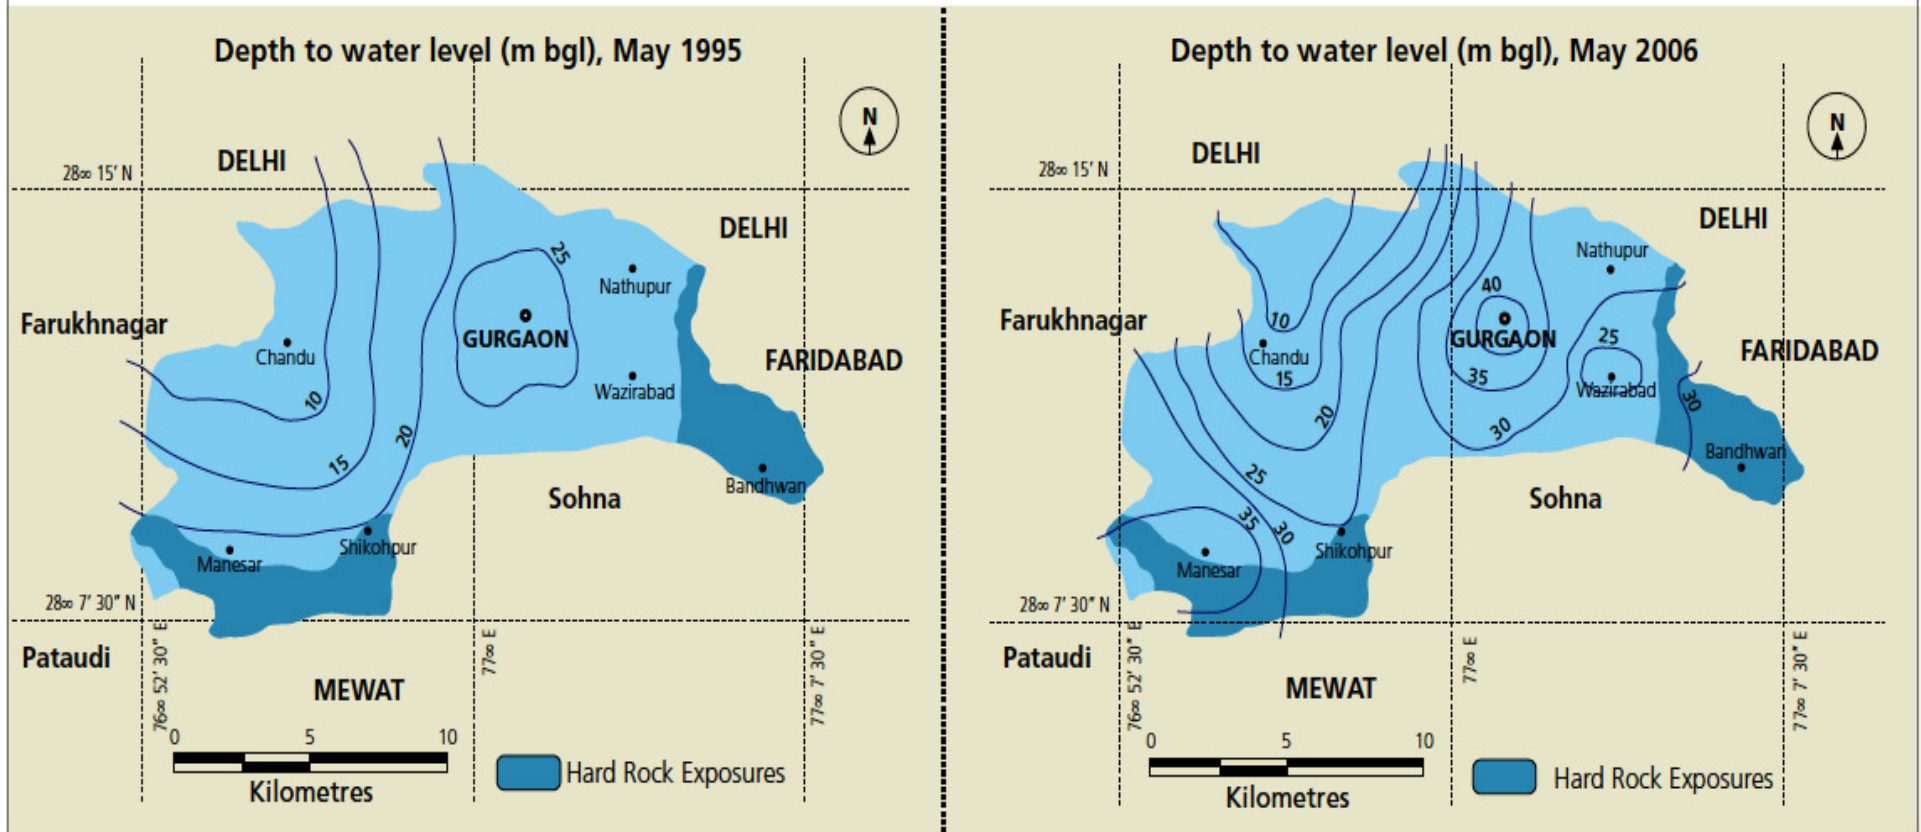 Depth to water level (m bgl), May 1995
N
DELHI
28∞ 15' N
DELHI
25
Nathupur
Farukhnagar
GURGAON
Chandu
FARIDABAD
Wazirabad
10
20
15
Bandhwan
Sohna
Shikohpur
Manesar
28∞ 7' 30" N
Pataudi
76∞ 52' 30" E
77∞ E
77∞ 7' 30" E
MEWAT
0 5 10
Kilometres
Hard Rock Exposures
Depth to water level (m bgl), May 2006
N
DELHI
28∞ 15' N
DELHI
Nathupur
40
Farukhnagar
10
GURGAON
25
FARIDABAD
Chandu
15
35
Wazirabad
30
20
30
Bandhwan
25
Sohna
35
30
Shikohpur
Manesar
28∞ 7' 30" N
Pataudi
76∞ 52' 30" E
77∞ E
77∞ 7' 30" E
MEWAT
0 5 10
Kilometres
Hard Rock Exposures